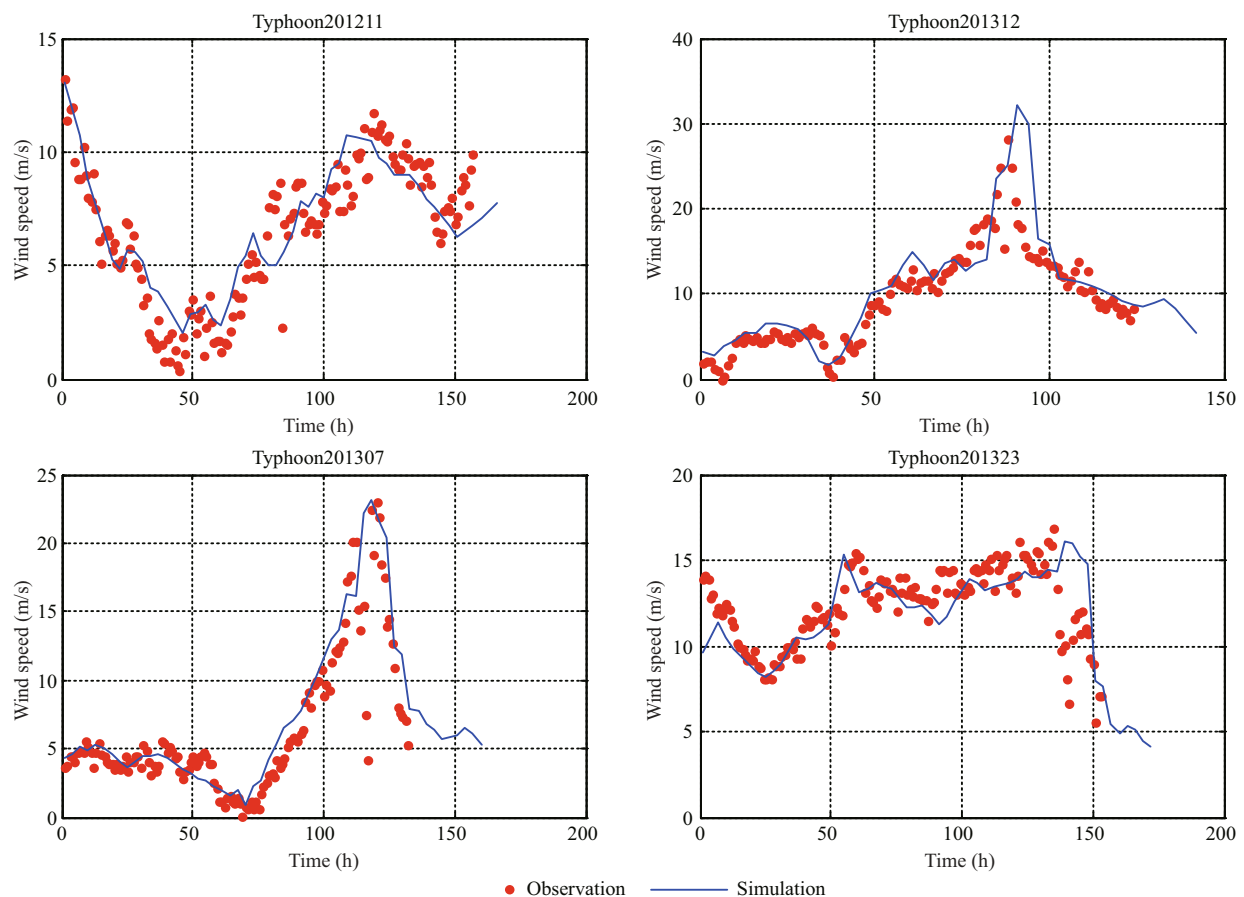 Typhoon201211
15
10
5
0
0 50 100 150 200
Wind speed (m/s)
Time (h)
Typhoon201312
40
30
20
10
0
0 50 100 150
Wind speed (m/s)
Time (h)
Typhoon201307
25
20
15
10
5
0
0 50 100 150 200
Wind speed (m/s)
Time (h)
Typhoon201323
20
15
10
5
0
0 50 100 150 200
Wind speed (m/s)
Time (h)
Observation Simulation